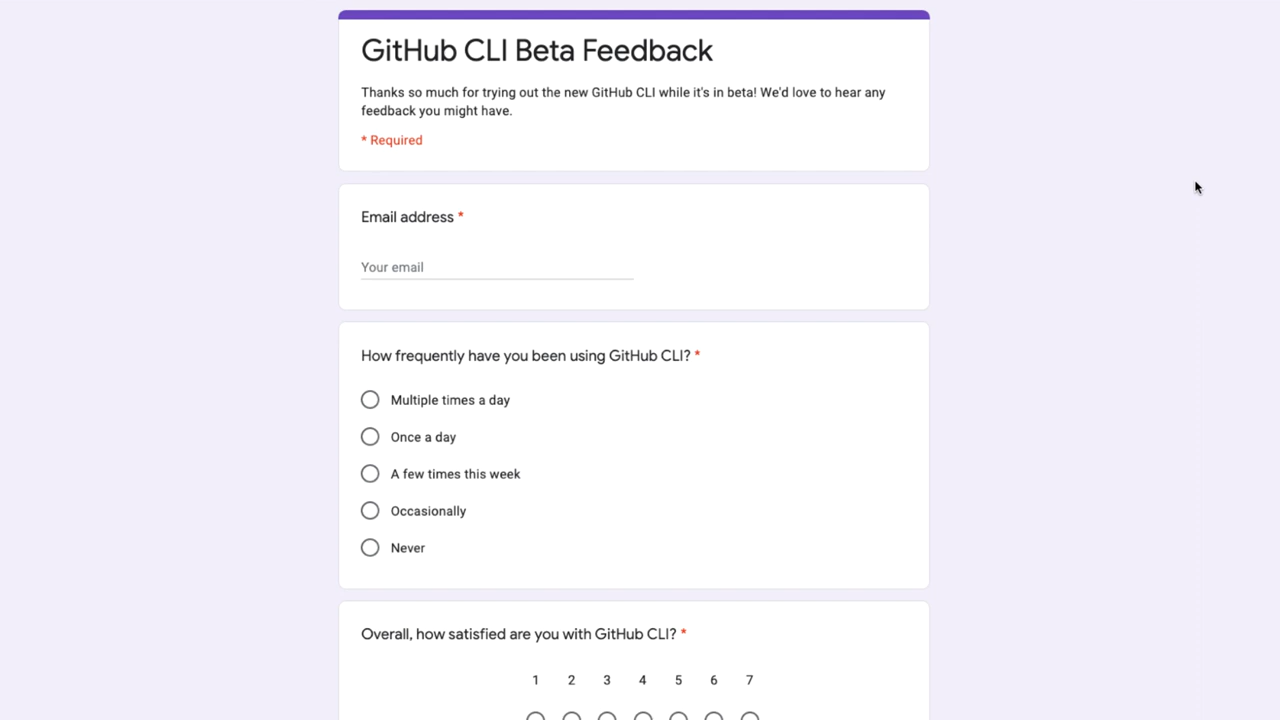 GitHub CLI Beta Feedback
Thanks so much for trying out the new GitHub CLI while it's in beta! We'd love to hear any
feedback you might have.
* Required
Email address *
Your email
How frequently have you been using GitHub CLI? *
Multiple times a day
Once a day
A few times this week
Occasionally
Never
Overall, how satisfied are you with GitHub CLI? *
1 2 3 4 5 6 7